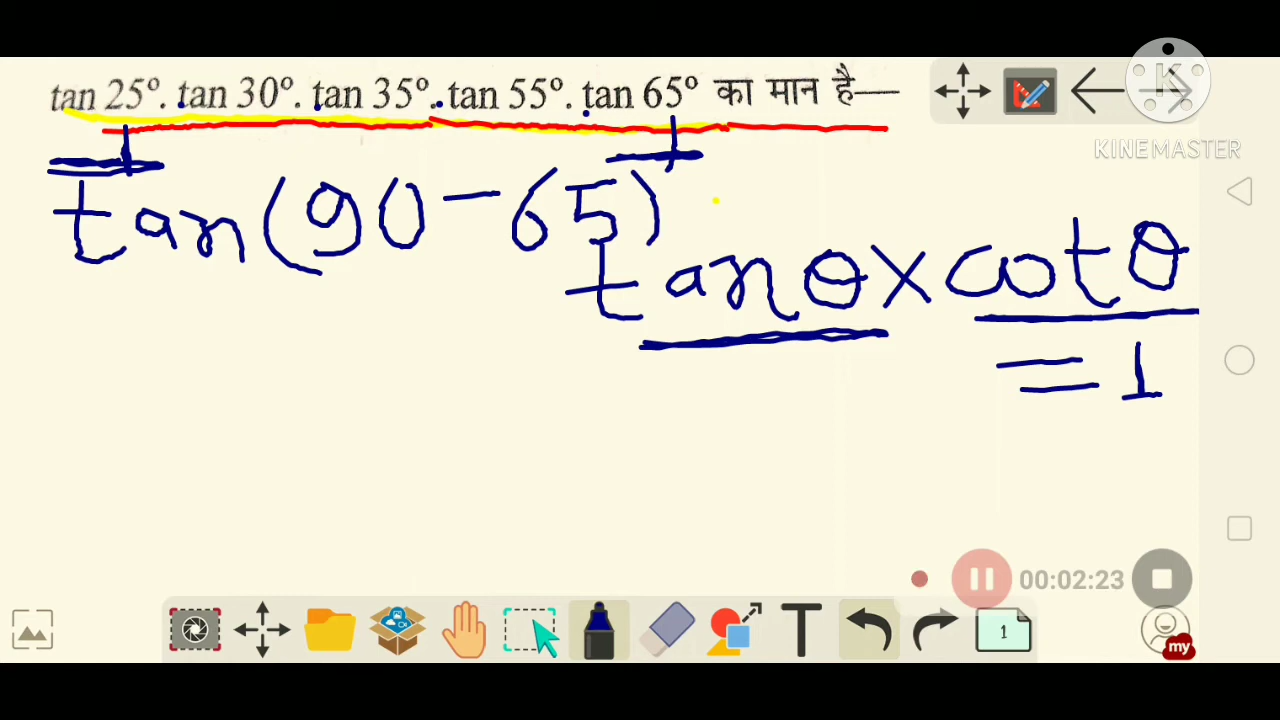 tan 25°. tan 30°. tan 35°. tan 55°. tan 65° का मान है—
KINEMASTER
tan(90-65)
tanθ×cotθ
=1
00:02:23
T
1
my